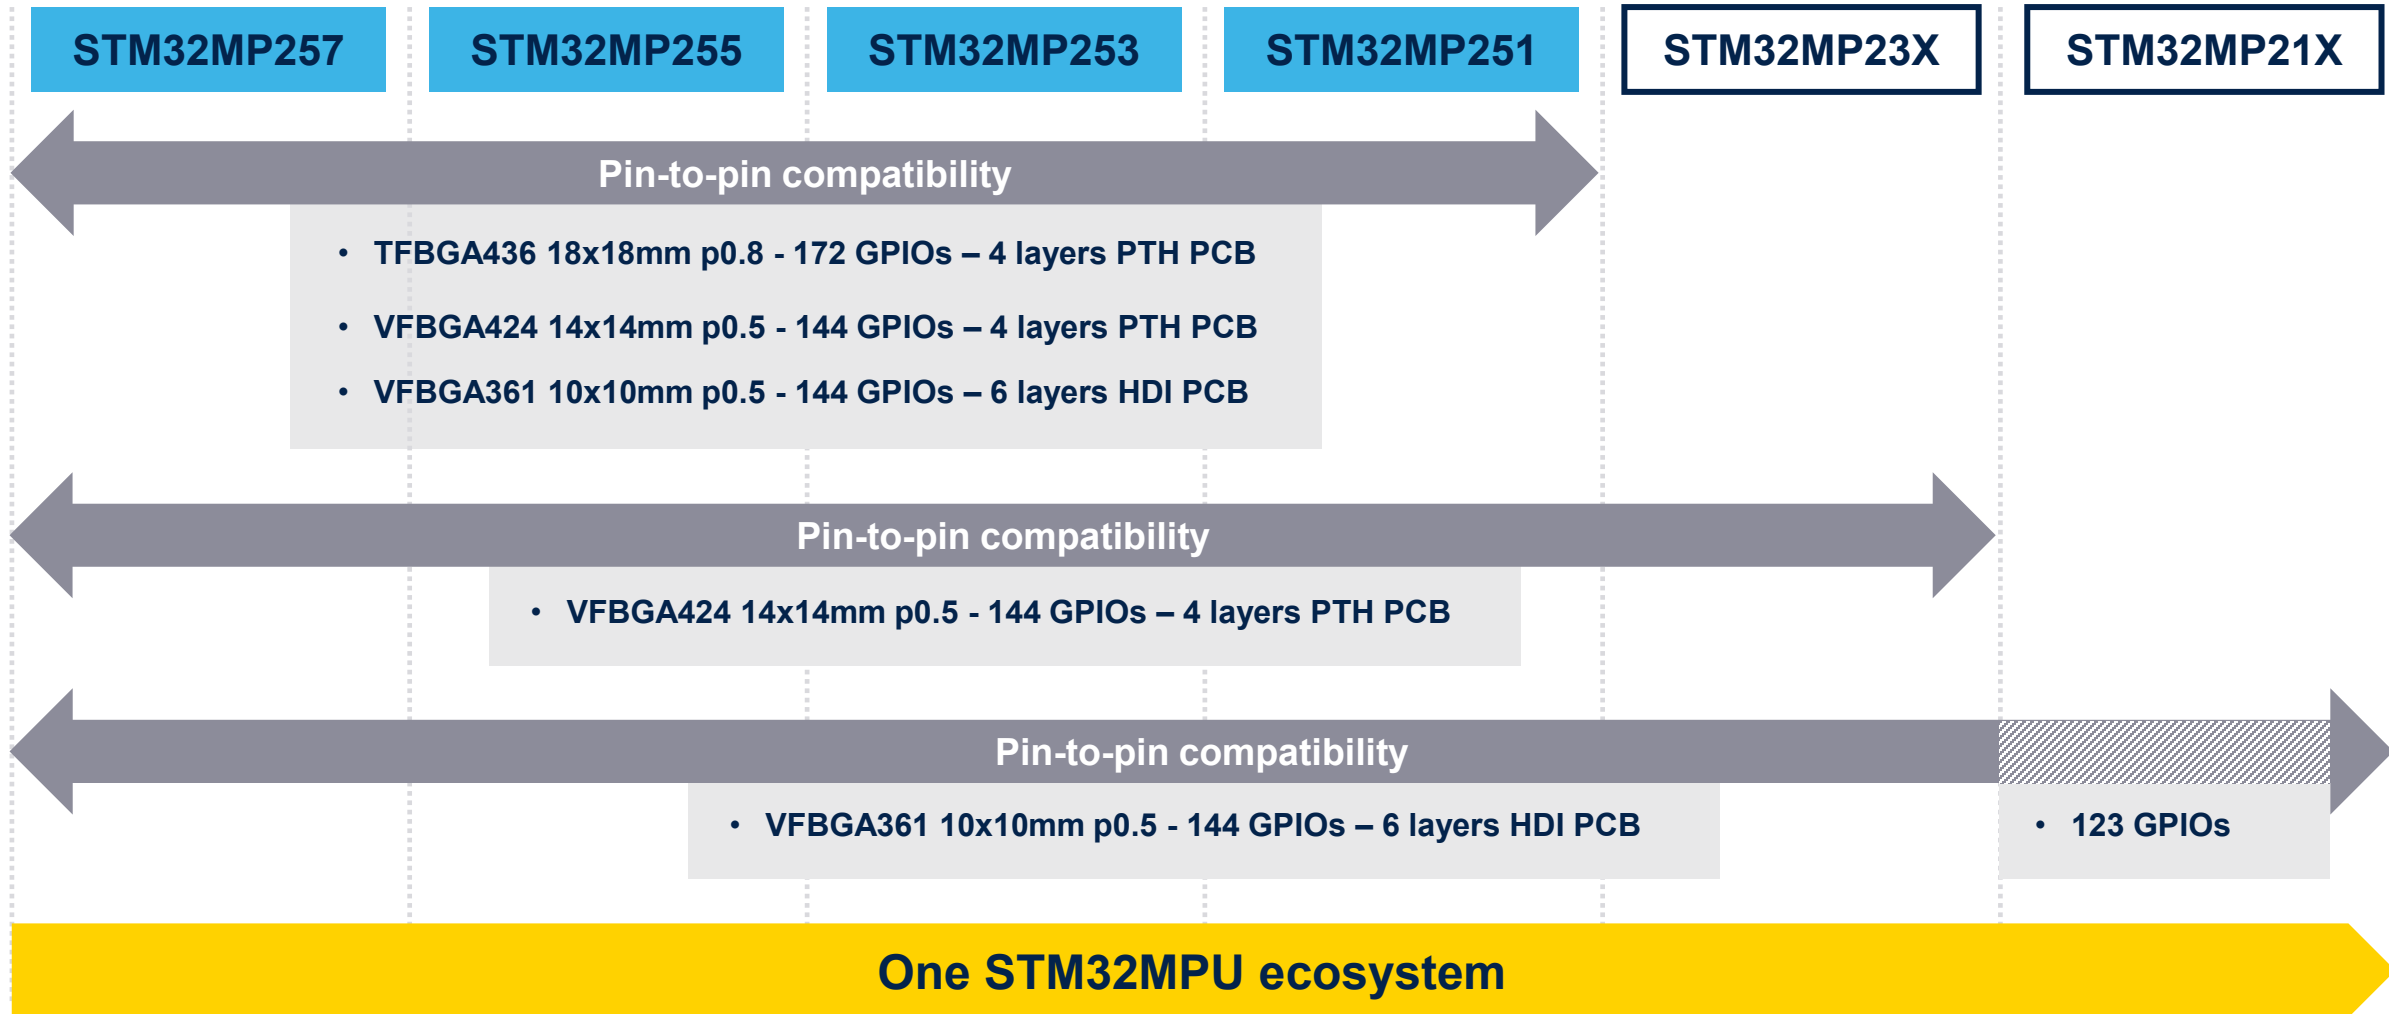 STM32MP257 STM32MP255 STM32MP253 STM32MP251 STM32MP23X STM32MP21X
Pin-to-pin compatibility
• TFBGA436 18x18mm p0.8 - 172 GPIOs – 4 layers PTH PCB
• VFBGA424 14x14mm p0.5 - 144 GPIOs – 4 layers PTH PCB
• VFBGA361 10x10mm p0.5 - 144 GPIOs – 6 layers HDI PCB
Pin-to-pin compatibility
• VFBGA424 14x14mm p0.5 - 144 GPIOs – 4 layers PTH PCB
Pin-to-pin compatibility
• VFBGA361 10x10mm p0.5 - 144 GPIOs – 6 layers HDI PCB
• 123 GPIOs
One STM32MPU ecosystem